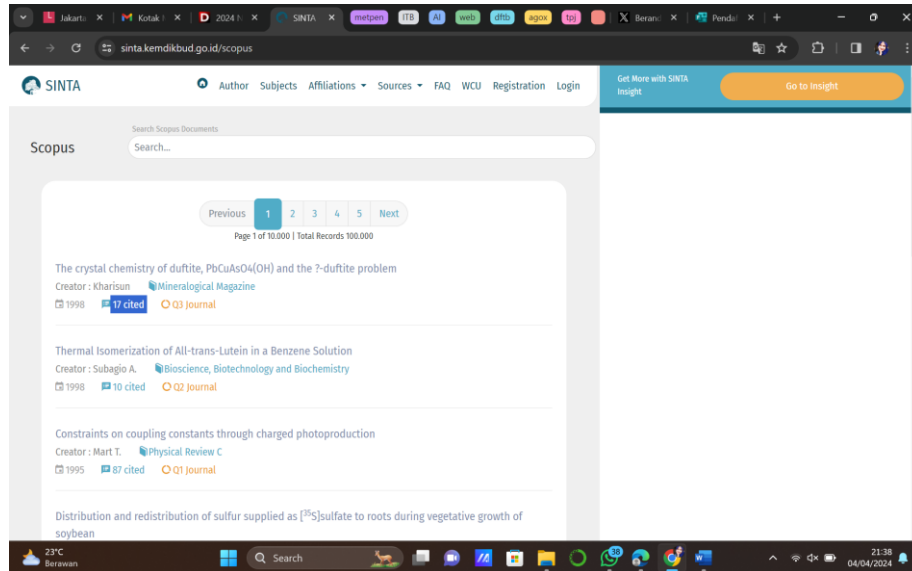 Jakarta
Kotak
2024
SINTA
metpen
ITB
AI
web
dftb
agox
tpj
Berand
Pendaf
sinta.kemdikbud.go.id/scopus
SINTA
Author Subjects Affiliations Sources FAQ WCU Registration Login
Get More with SINTA
Insight
Go to Insight
Search Scopus Documents
Scopus
Search...
Previous 1 2 3 4 5 Next
Page 1 of 10.000 | Total Records 100.000
The crystal chemistry of duftite, PbCuAsO4(OH) and the ?-duftite problem
Creator : Kharisun Mineralogical Magazine
1998 17 cited Q3 Journal
Thermal Isomerization of All-trans-Lutein in a Benzene Solution
Creator : Subagio A. Bioscience, Biotechnology and Biochemistry
1998 10 cited Q2 Journal
Constraints on coupling constants through charged photoproduction
Creator : Mart T. Physical Review C
1995 87 cited Q1 Journal
Distribution and redistribution of sulfur supplied as [³⁵S]sulfate to roots during vegetative growth of
soybean
23°C
Berawan
Search
38
21:38
04/04/2024